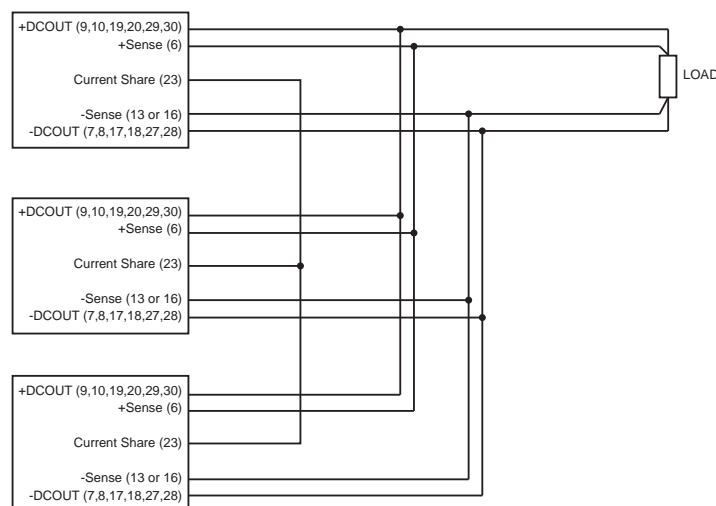 +DCOUT (9,10,19,20,29,30)
+Sense (6)
Current Share (23)
-Sense (13 or 16)
-DCOUT (7,8,17,18,27,28)
LOAD
+DCOUT (9,10,19,20,29,30)
+Sense (6)
Current Share (23)
-Sense (13 or 16)
-DCOUT (7,8,17,18,27,28)
+DCOUT (9,10,19,20,29,30)
+Sense (6)
Current Share (23)
-Sense (13 or 16)
-DCOUT (7,8,17,18,27,28)